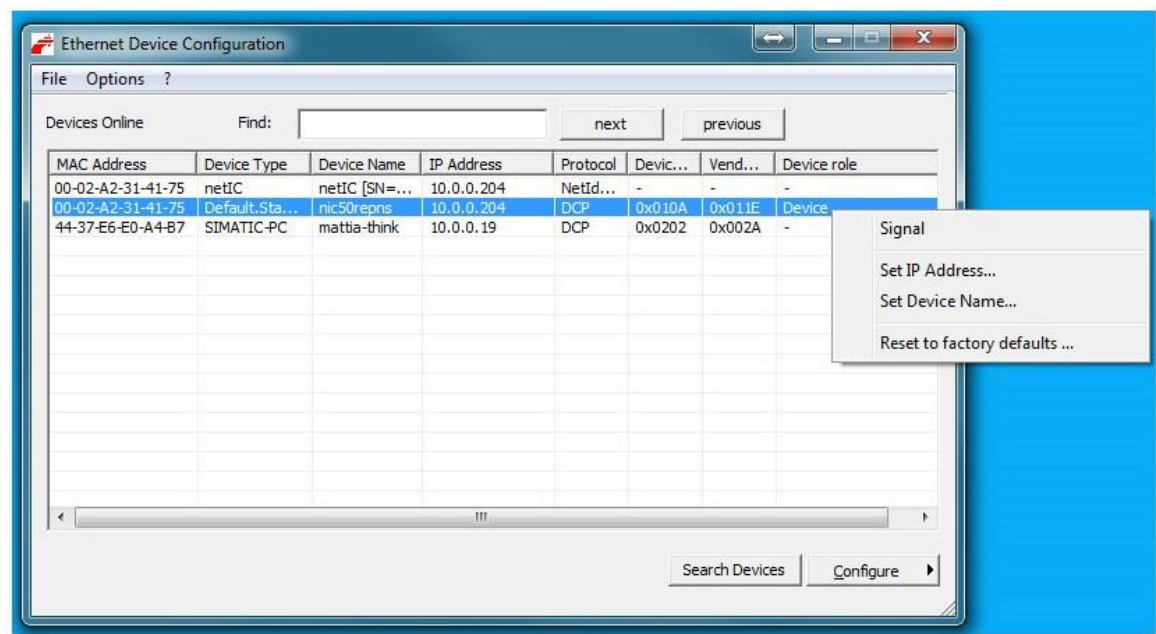 Ethernet Device Configuration
File Options ?
Devices Online Find: next previous
MAC Address Device Type Device Name IP Address Protocol Devic... Vend... Device role
00-02-A2-31-41-75 netIC netIC [SN=... 10.0.0.204 NetId... - - -
00-02-A2-31-41-75 Default.Sta... nic50repns 10.0.0.204 DCP 0x010A 0x011E Device
44-37-E6-E0-A4-B7 SIMATIC-PC mattia-think 10.0.0.19 DCP 0x0202 0x002A -
Signal
Set IP Address...
Set Device Name...
Reset to factory defaults ...
Search Devices Configure